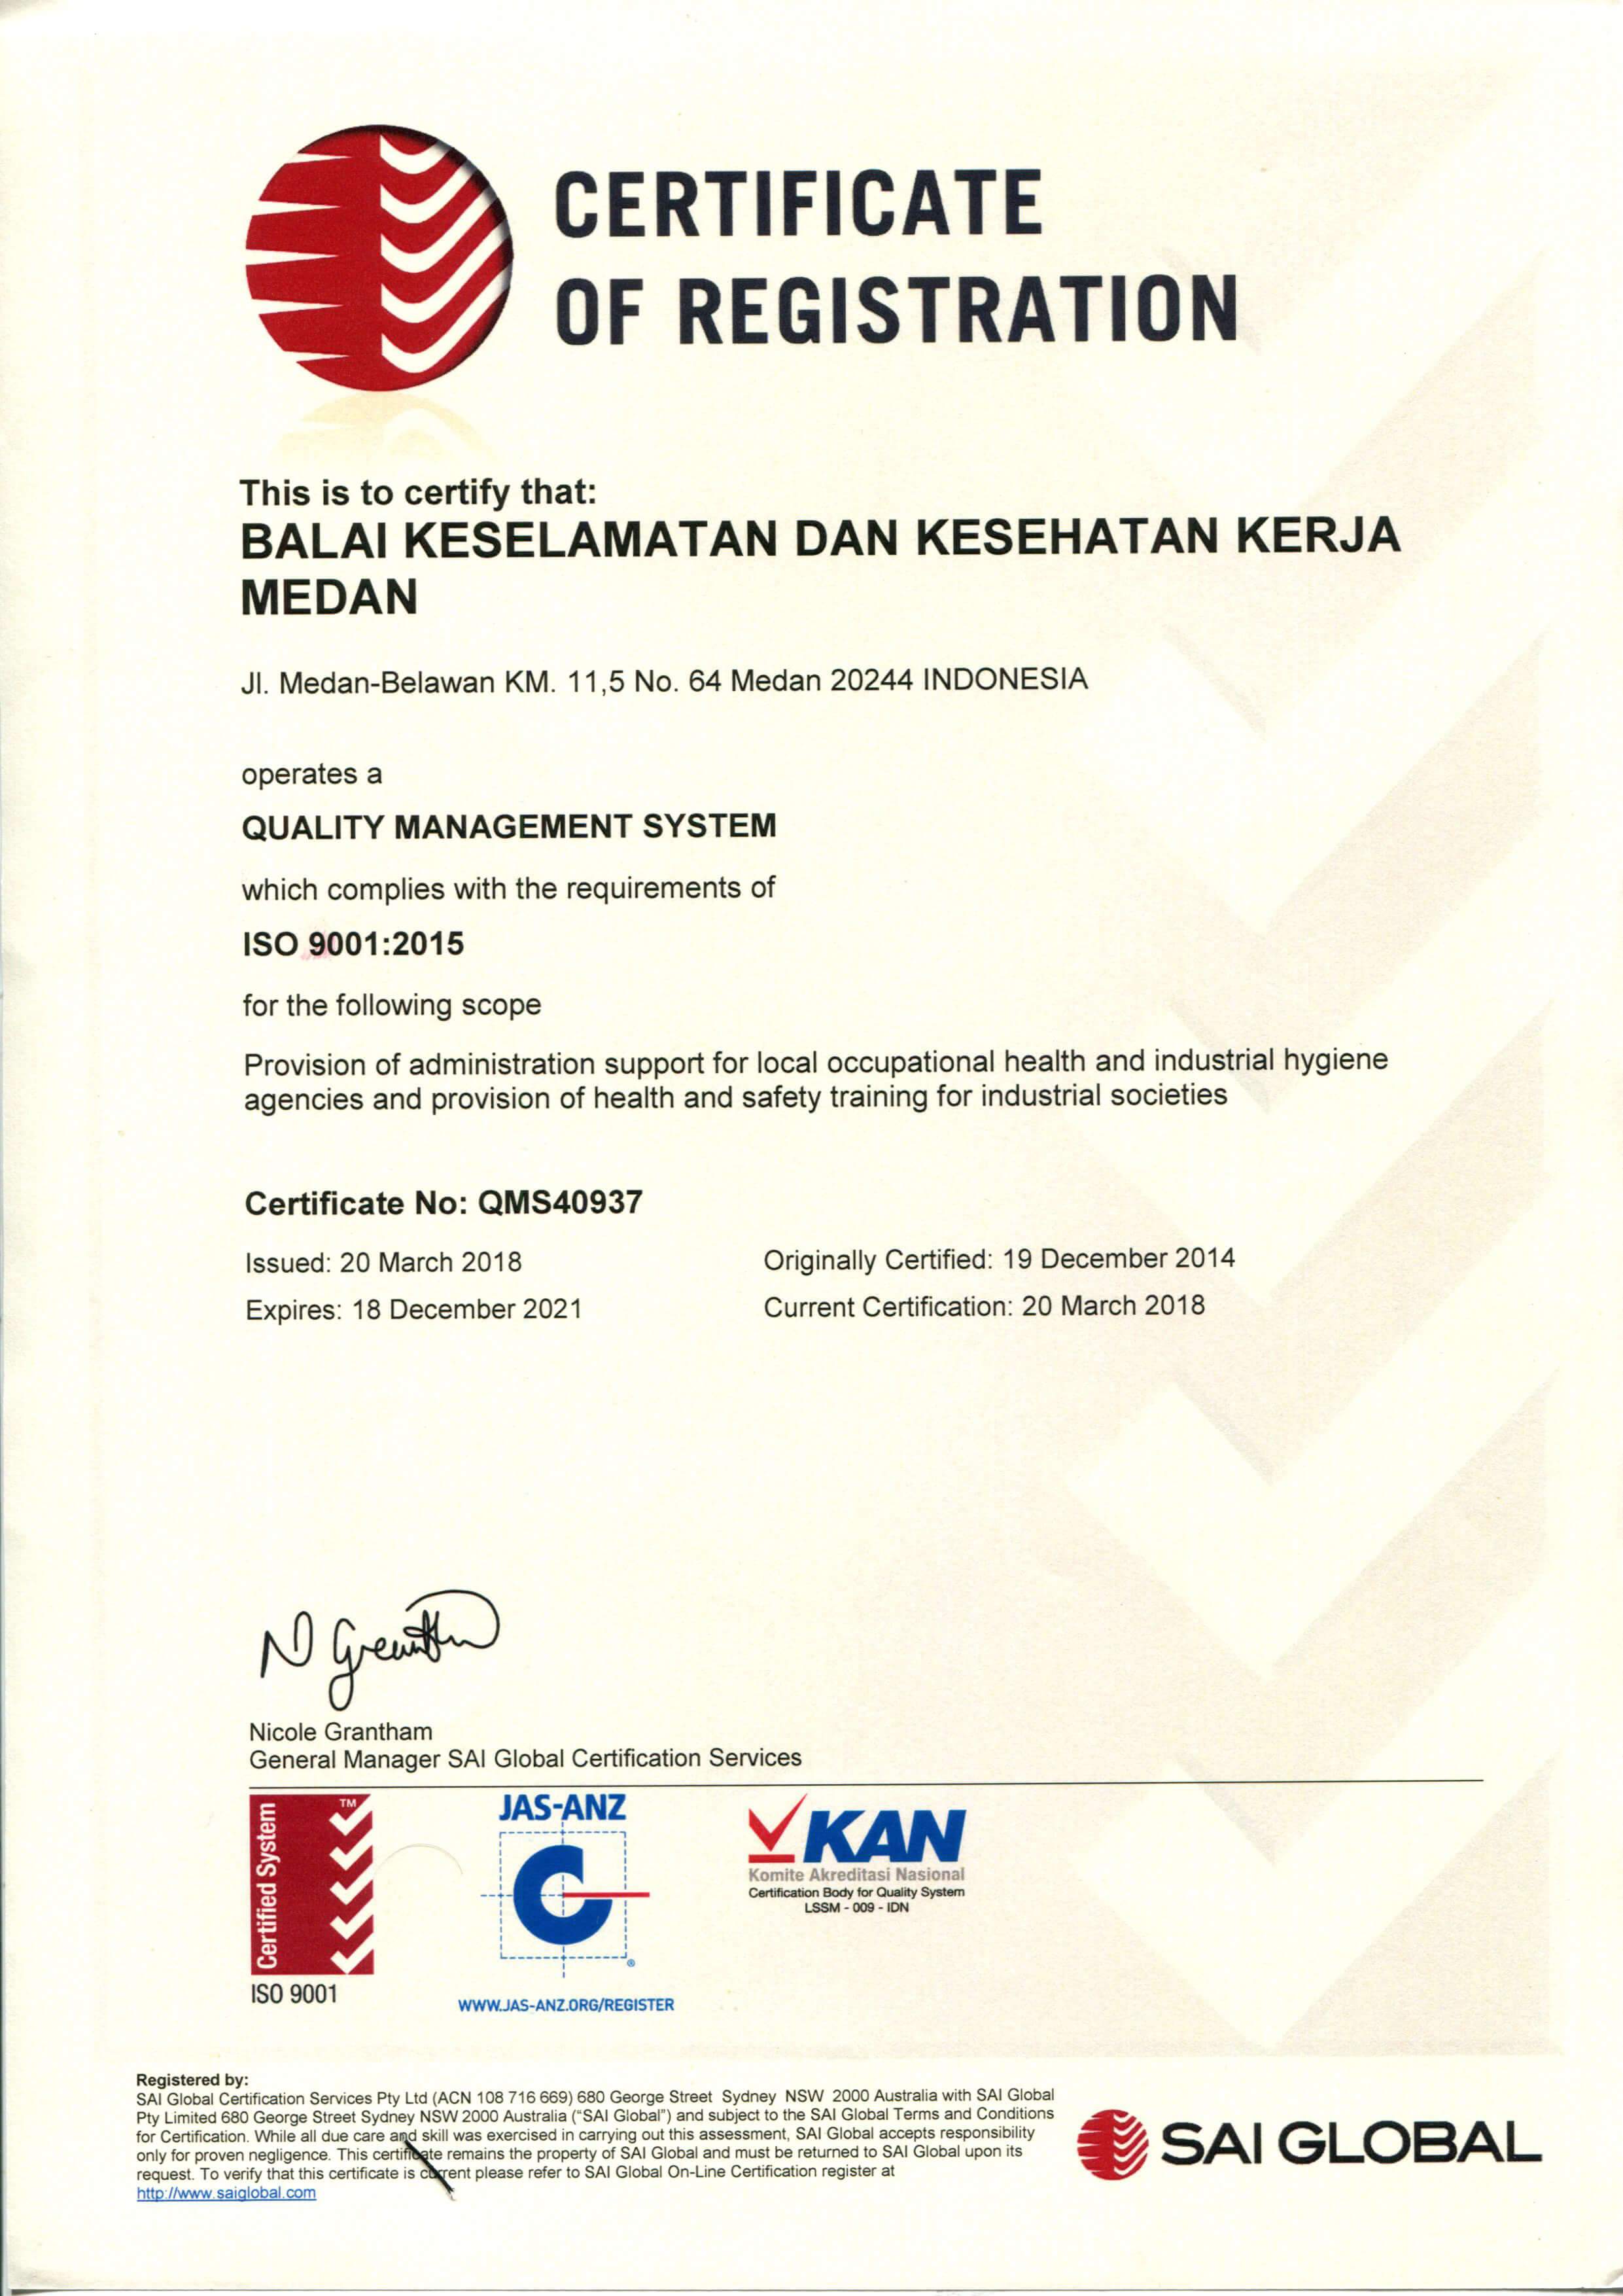 CERTIFICATE
OF REGISTRATION
This is to certify that:
BALAI KESELAMATAN DAN KESEHATAN KERJA
MEDAN
Jl. Medan-Belawan KM. 11,5 No. 64 Medan 20244 INDONESIA
operates a
QUALITY MANAGEMENT SYSTEM
which complies with the requirements of
ISO 9001:2015
for the following scope
Provision of administration support for local occupational health and industrial hygiene
agencies and provision of health and safety training for industrial societies
Certificate No: QMS40937
Issued: 20 March 2018
Originally Certified: 19 December 2014
Expires: 18 December 2021
Current Certification: 20 March 2018
N Grantham
Nicole Grantham
General Manager SAI Global Certification Services
Certified System
TM
ISO 9001
JAS-ANZ
®
WWW.JAS-ANZ.ORG/REGISTER
KAN
Komite Akreditasi Nasional
Certification Body for Quality System
LSSM - 009 - IDN
Registered by:
SAI Global Certification Services Pty Ltd (ACN 108 716 669) 680 George Street Sydney NSW 2000 Australia with SAI Global
Pty Limited 680 George Street Sydney NSW 2000 Australia ("SAI Global") and subject to the SAI Global Terms and Conditions
for Certification. While all due care and skill was exercised in carrying out this assessment, SAI Global accepts responsibility
only for proven negligence. This certificate remains the property of SAI Global and must be returned to SAI Global upon its
request. To verify that this certificate is current please refer to SAI Global On-Line Certification register at
http://www.saiglobal.com
SAI GLOBAL